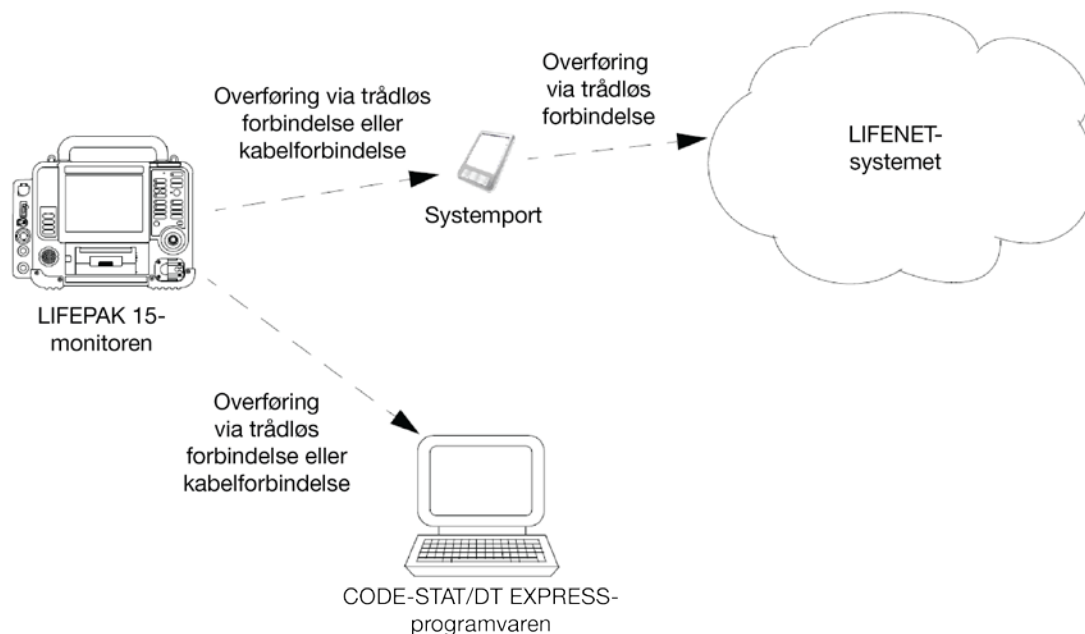 Overføring via trådløs
forbindelse eller
kabelforbindelse
Overføring
via trådløs
forbindelse
LIFENET-
systemet
Systemport
LIFEPAK 15-
monitoren
Overføring
via trådløs
forbindelse eller
kabelforbindelse
CODE-STAT/DT EXPRESS-
programvaren